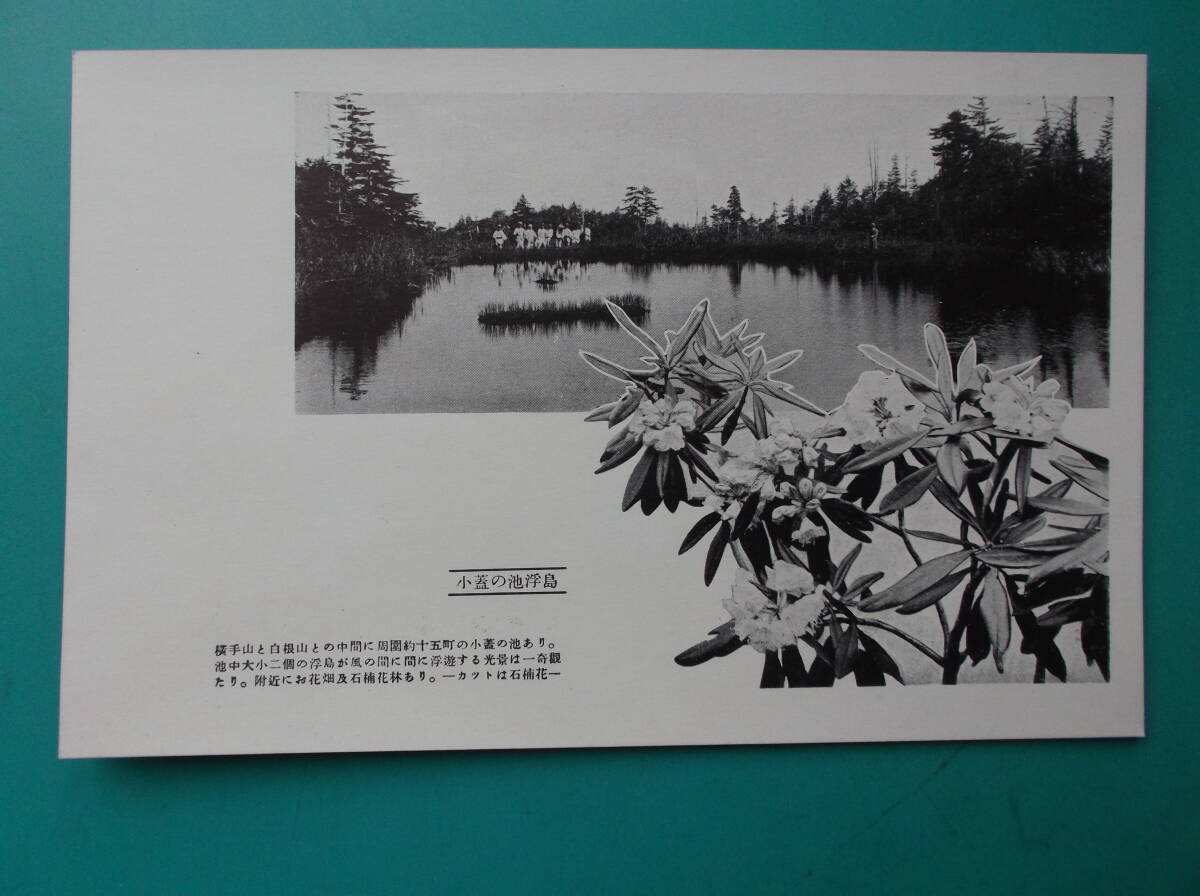 小蓋の池浮島
橫手山と白根山との中間に周圍約十五町の小蓋の池あり。
池中大小二個の浮島が風の間に間に浮遊する光景は一奇觀
たり。附近にお花畑及石楠花林あり。―カツトは石楠花―